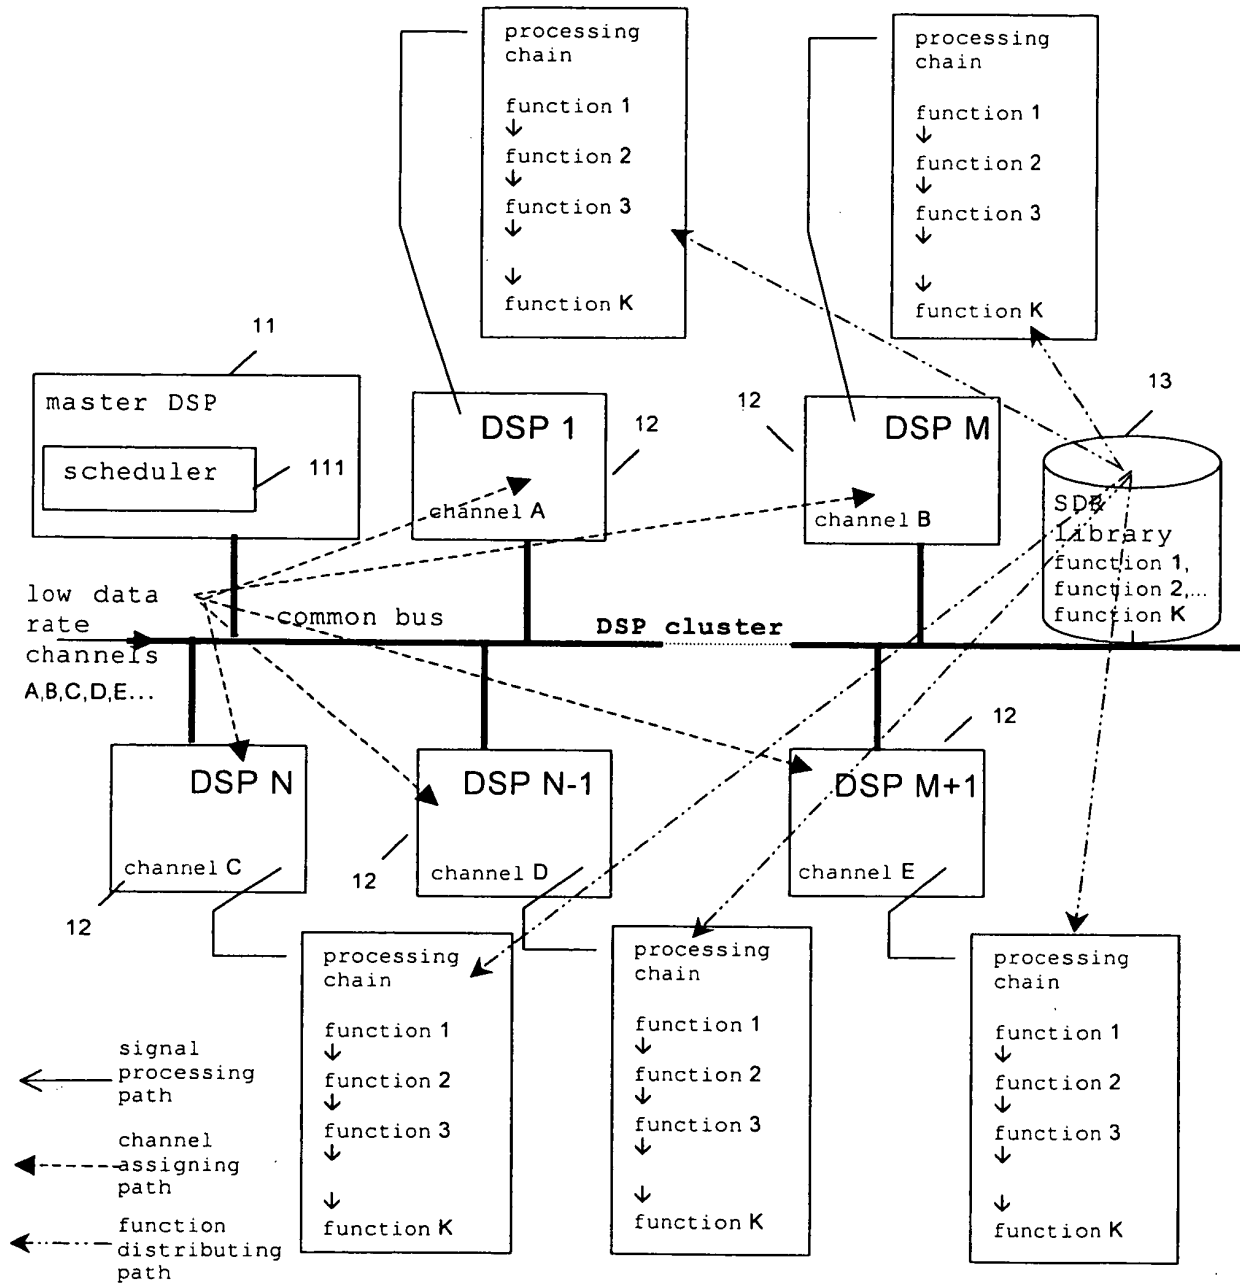 processing
chain
function 1
function 2
function 3
function K
processing
chain
function 1
function 2
function 3
function K
11
master DSP
scheduler
111
DSP 1
channel A
12
12
DSP M
channel B
13
SDR
library
function 1,
function 2,...
function K
low data
rate
channels
A,B,C,D,E...
common bus
DSP cluster
DSP N
channel C
12
DSP N-1
channel D
12
DSP M+1
channel E
12
processing
chain
function 1
function 2
function 3
function K
processing
chain
function 1
function 2
function 3
function K
processing
chain
function 1
function 2
function 3
function K
signal
processing
path
channel
assigning
path
function
distributing
path